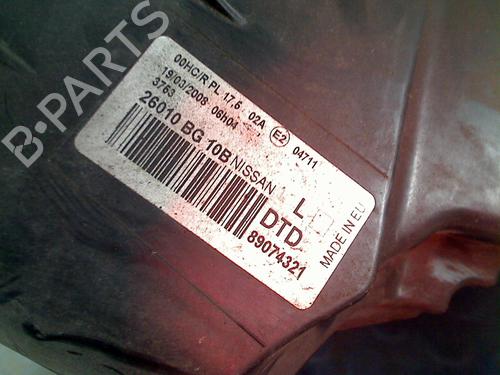 B-PARTS
00HC/R PL 17,5 02A E2 04711
19/03/2008 06h04
3753
26010 BG 10B NISSAN
L
DTD
89074321
MADE IN EU